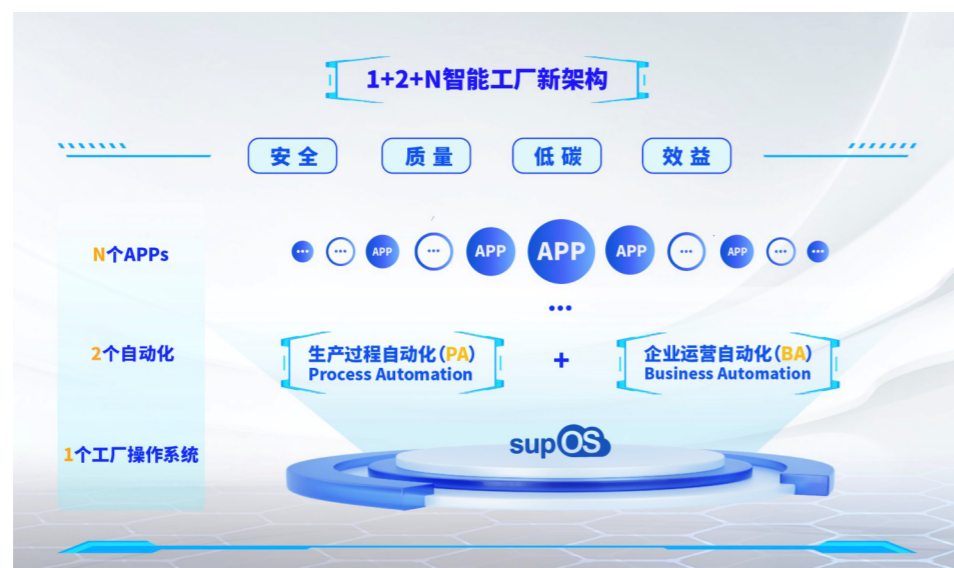 1+2+N智能工厂新架构
安全 质量 低碳 效益
N个APPs
... ... APP ... APP APP APP ... APP ... ...
...
2个自动化
生产过程自动化(PA) + 企业运营自动化(BA)
Process Automation Business Automation
1个工厂操作系统
supOS